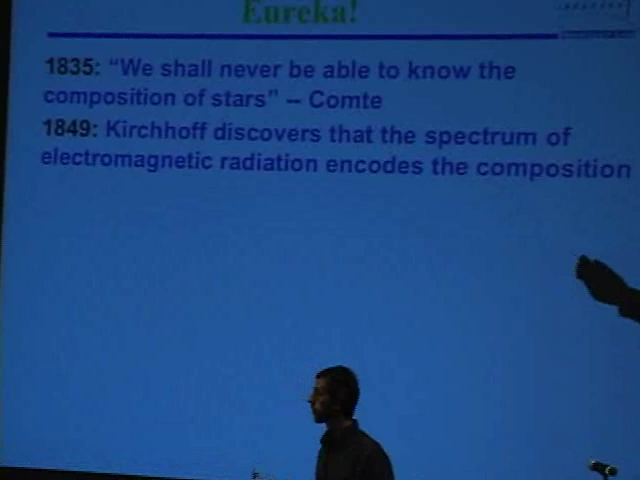 Eureka!
1835: “We shall never be able to know the
composition of stars” – Comte
1849: Kirchhoff discovers that the spectrum of
electromagnetic radiation encodes the composition